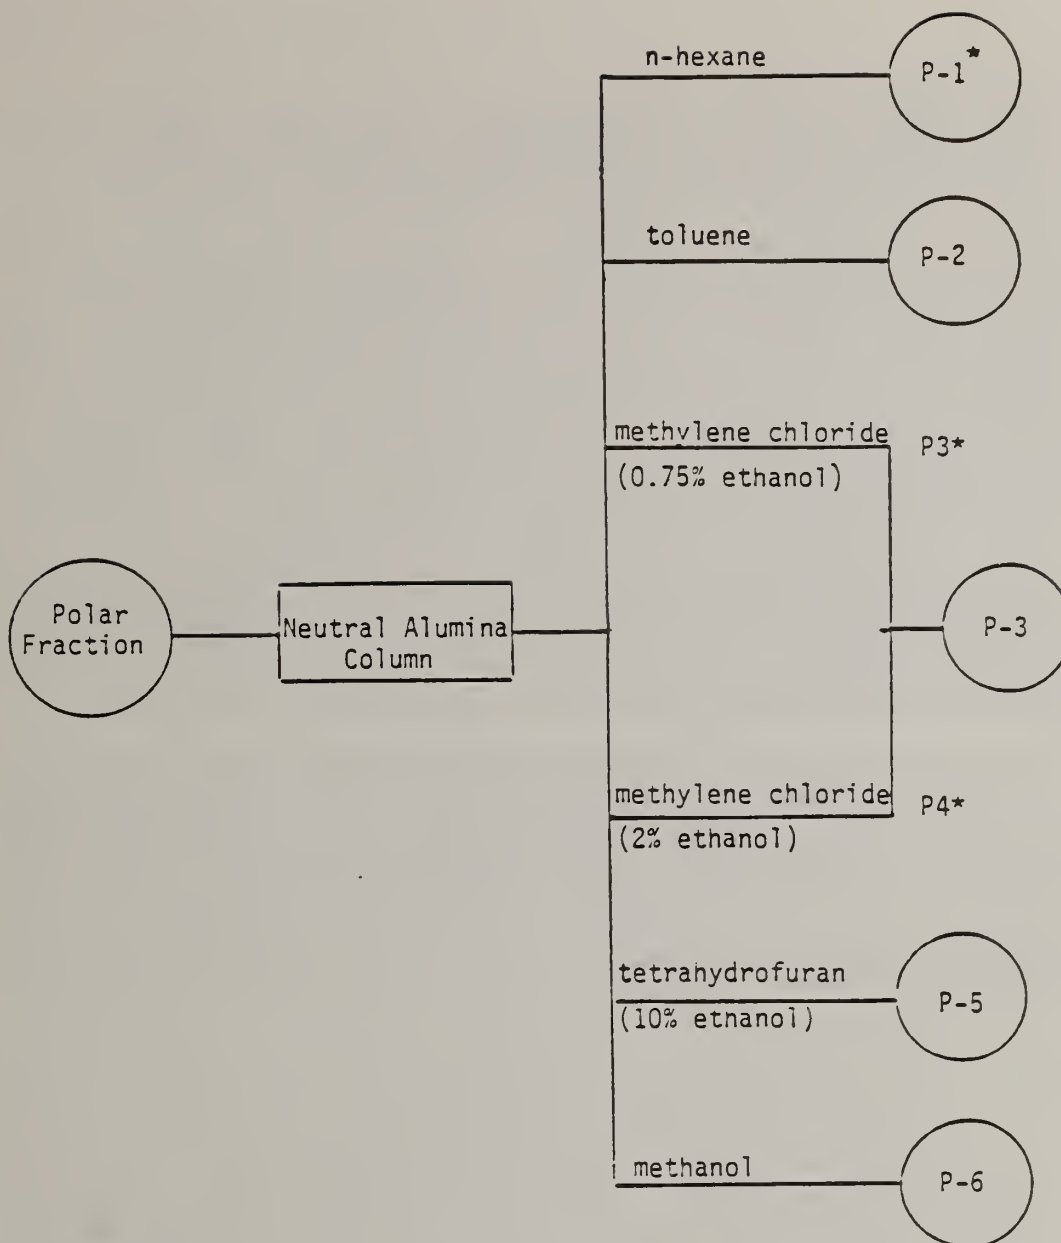 n-hexane
P-1*
toluene
P-2
methylene chloride
P3*
(0.75% ethanol)
Polar
Fraction
Neutral Alumina
Column
P-3
methylene chloride
P4*
(2% ethanol)
tetrahydrofuran
(10% ethanol)
P-5
methanol
P-6